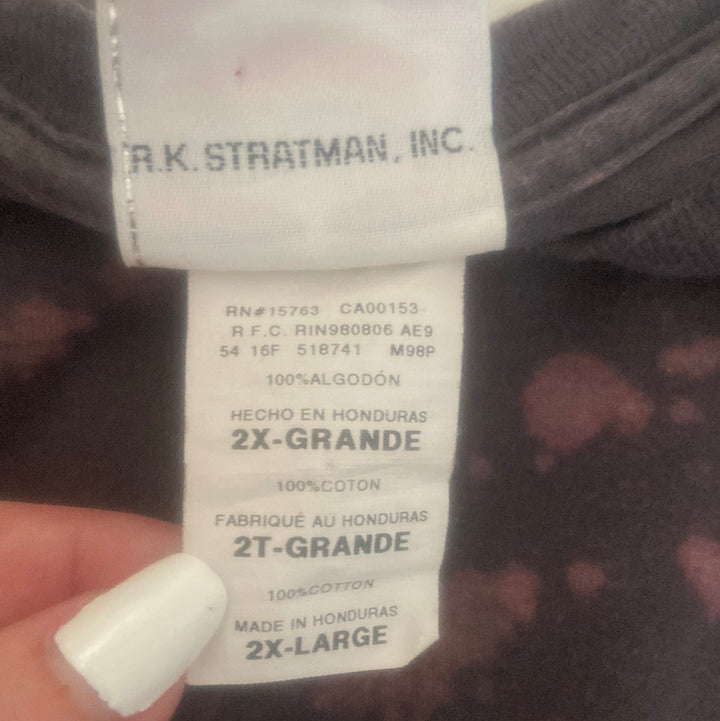 R.K. STRATMAN, INC.
RN#15763 CA00153
R.F.C. RIN980806 AE9
54 16F 518741 M98P
100%ALGODÓN
HECHO EN HONDURAS
2X-GRANDE
100%COTON
FABRIQUÉ AU HONDURAS
2T-GRANDE
100%COTTON
MADE IN HONDURAS
2X-LARGE